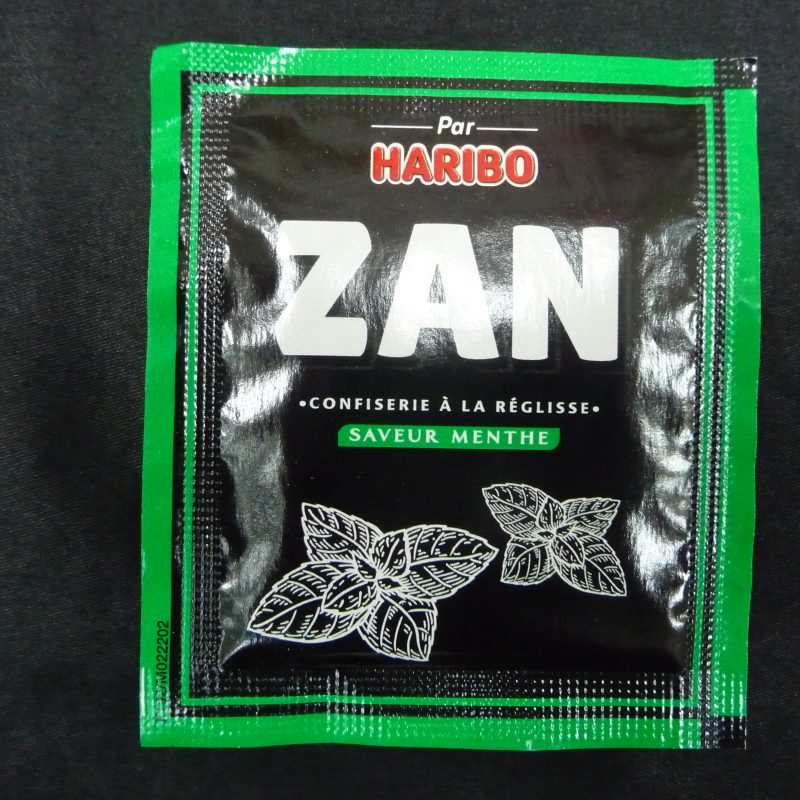 Par
HARIBO
ZAN
•CONFISERIE À LA RÉGLISSE•
SAVEUR MENTHE